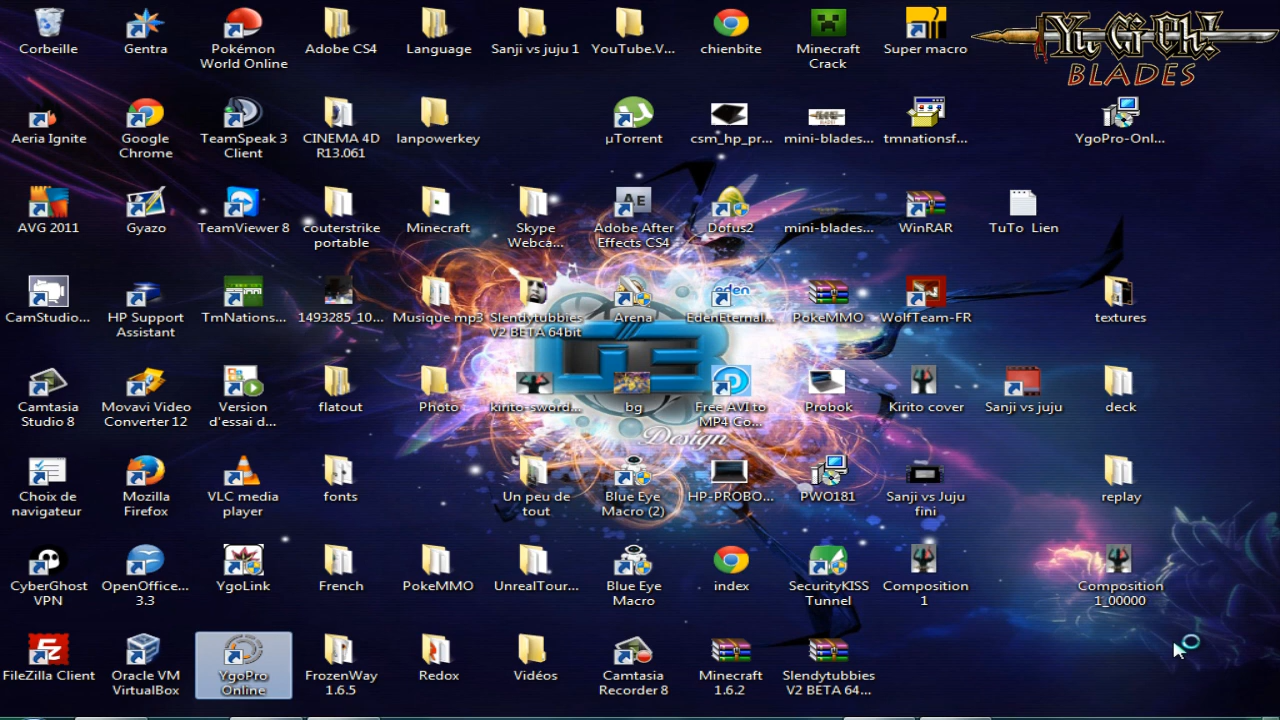 Corbeille
Gentra
Pokémon
World Online
Adobe CS4
Language
Sanji vs juju 1
YouTube.V...
chienbite
Minecraft
Crack
Super macro
Yu Gi Oh!
BLADES
Aeria Ignite
Google
Chrome
TeamSpeak 3
Client
CINEMA 4D
R13.061
lanpowerkey
µTorrent
csm_hp_pr...
mini-blades...
tmnationsf...
YgoPro-Onl...
AVG 2011
Gyazo
TeamViewer 8
couterstrike
portable
Minecraft
Skype
Webca...
AE
Adobe After
Effects CS4
Dofus2
mini-blades...
WinRAR
TuTo Lien
CamStudio...
HP Support
Assistant
TmNations...
1493285_10...
Musique mp3
Slendytubbies
V2 BETA 64bit
Arena
eden
EdenEternal...
PokeMMO
WolfTeam-FR
textures
Camtasia
Studio 8
Movavi Video
Converter 12
Version
d'essai d...
flatout
Photo
kirito-sword...
bg
Free AVI to
MP4 Co...
Probok
Kirito cover
Sanji vs juju
deck
Design
Choix de
navigateur
Mozilla
Firefox
VLC media
player
fonts
Un peu de
tout
Blue Eye
Macro (2)
HP-PROBO...
PWO181
Sanji vs Juju
fini
replay
CyberGhost
VPN
OpenOffice...
3.3
YgoLink
French
PokeMMO
UnrealTour...
Blue Eye
Macro
index
SecurityKISS
Tunnel
Composition
1
Composition
1_00000
Fz
FileZilla Client
Oracle VM
VirtualBox
YgoPro
Online
FrozenWay
1.6.5
Redox
Vidéos
Camtasia
Recorder 8
Minecraft
1.6.2
Slendytubbies
V2 BETA 64...